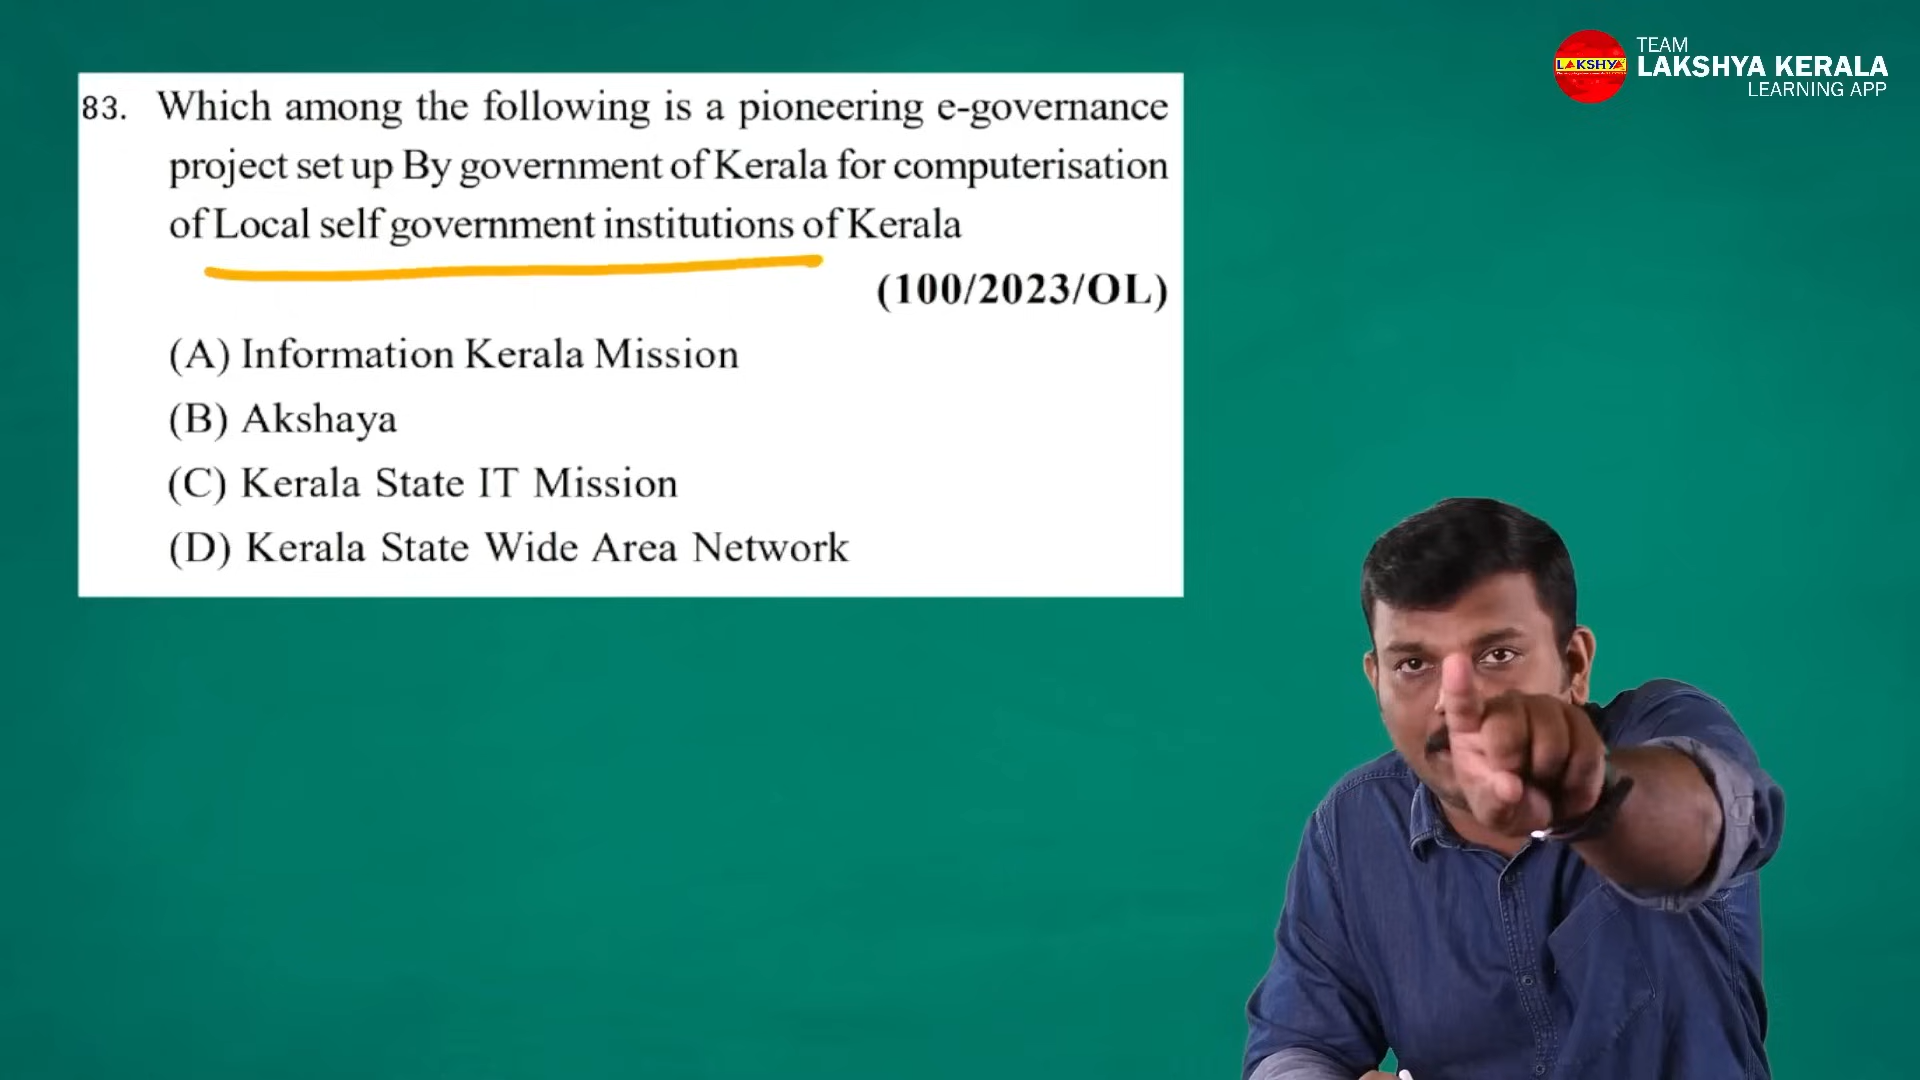 TEAM
LAKSHYA
LAKSHYA KERALA
LEARNING APP
83. Which among the following is a pioneering e-governance
project set up By government of Kerala for computerisation
of Local self government institutions of Kerala
(100/2023/OL)
(A) Information Kerala Mission
(B) Akshaya
(C) Kerala State IT Mission
(D) Kerala State Wide Area Network